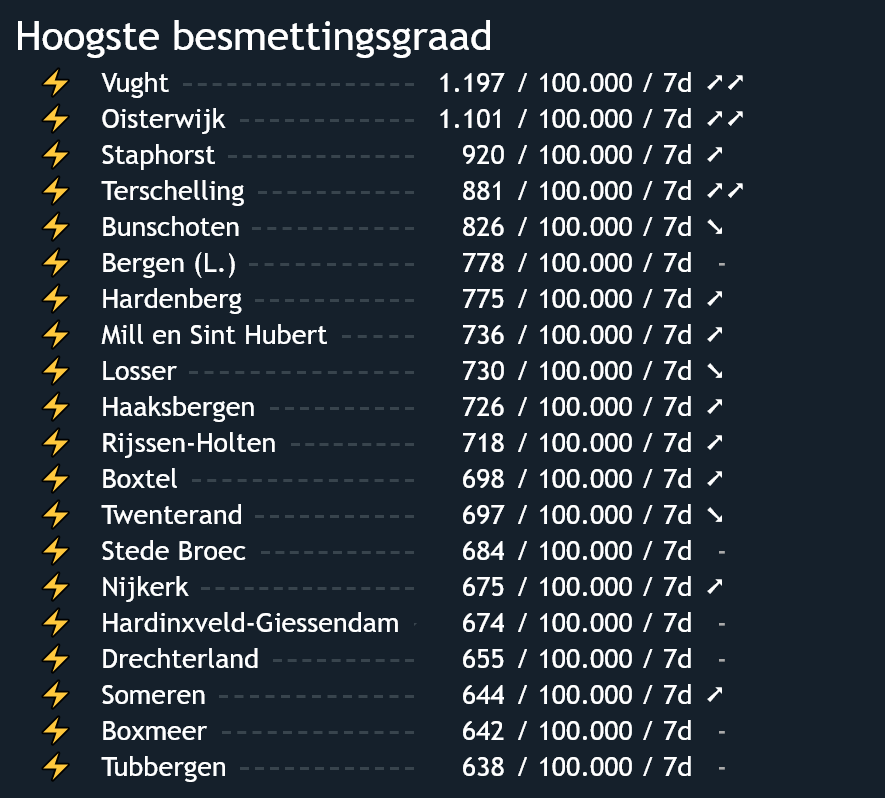 Hoogste besmettingsgraad
Vught 1.197 / 100.000 / 7d ➚➚
Oisterwijk 1.101 / 100.000 / 7d ➚➚
Staphorst 920 / 100.000 / 7d ➚
Terschelling 881 / 100.000 / 7d ➚➚
Bunschoten 826 / 100.000 / 7d ➘
Bergen (L.) 778 / 100.000 / 7d -
Hardenberg 775 / 100.000 / 7d ➚
Mill en Sint Hubert 736 / 100.000 / 7d ➚
Losser 730 / 100.000 / 7d ➘
Haaksbergen 726 / 100.000 / 7d ➚
Rijssen-Holten 718 / 100.000 / 7d ➚
Boxtel 698 / 100.000 / 7d ➚
Twenterand 697 / 100.000 / 7d ➘
Stede Broec 684 / 100.000 / 7d -
Nijkerk 675 / 100.000 / 7d ➚
Hardinxveld-Giessendam 674 / 100.000 / 7d -
Drechterland 655 / 100.000 / 7d -
Someren 644 / 100.000 / 7d ➚
Boxmeer 642 / 100.000 / 7d -
Tubbergen 638 / 100.000 / 7d -